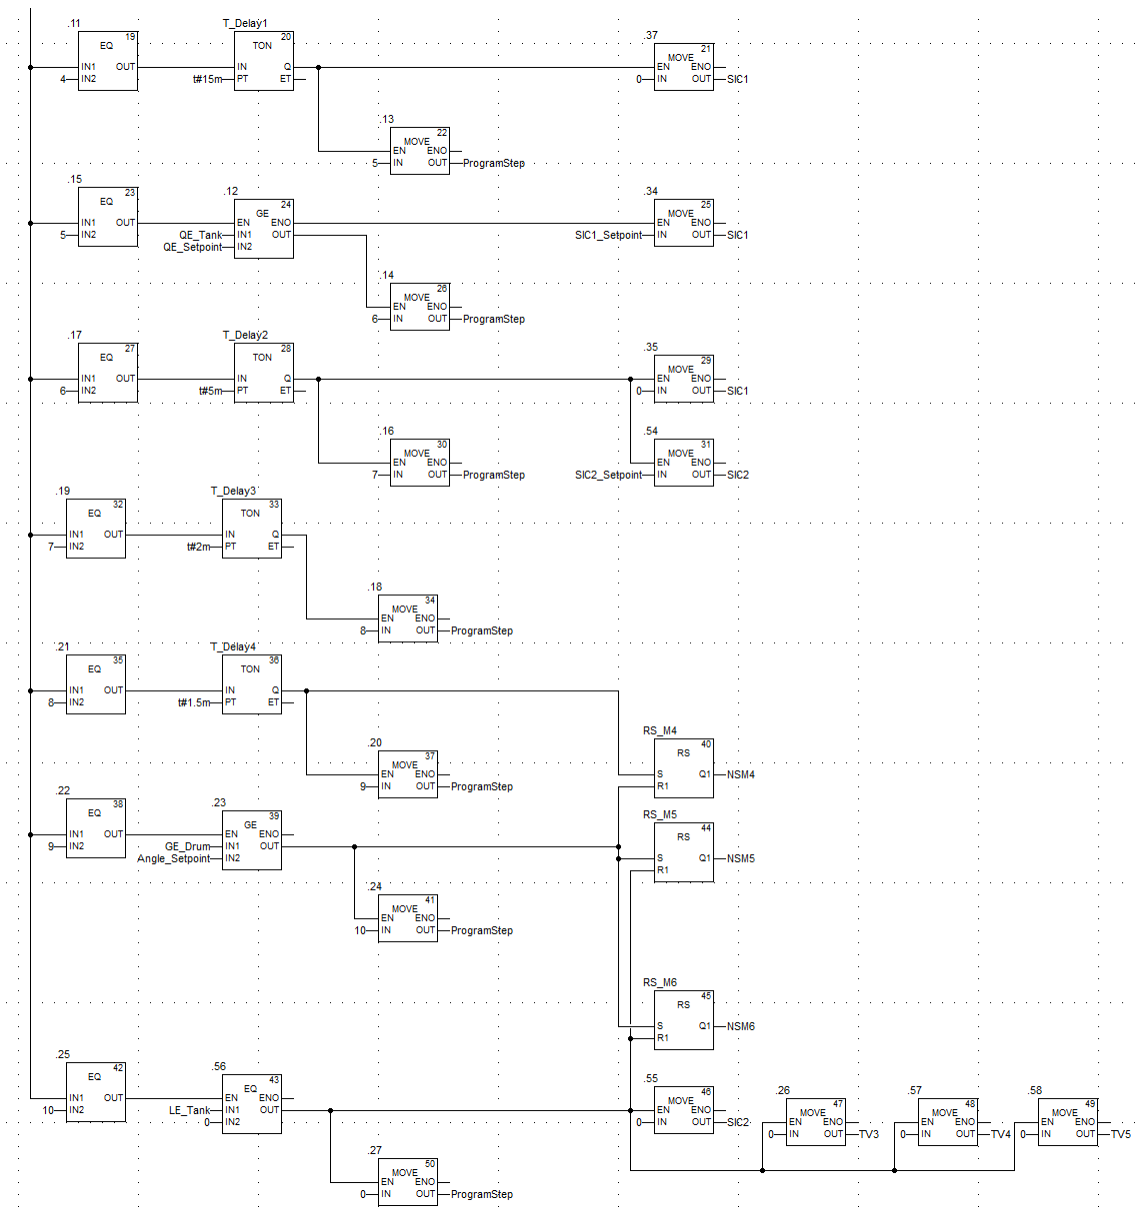 .11
EQ
19
IN1 OUT
4 IN2
T_Delay1
20
TON
IN Q
t#15m PT ET
.37
21
MOVE
EN ENO
0 IN OUT SIC1
.13
22
MOVE
EN ENO
5 IN OUT ProgramStep
.15
23
EQ
IN1 OUT
5 IN2
.12
24
GE
EN ENO
QE_Tank IN1 OUT
QE_Setpoint IN2
.34
25
MOVE
EN ENO
SIC1_Setpoint IN OUT SIC1
.14
26
MOVE
EN ENO
6 IN OUT ProgramStep
.17
27
EQ
IN1 OUT
6 IN2
T_Delay2
28
TON
IN Q
t#5m PT ET
.35
29
MOVE
EN ENO
0 IN OUT SIC1
.16
30
MOVE
EN ENO
7 IN OUT ProgramStep
.54
31
MOVE
EN ENO
SIC2_Setpoint IN OUT SIC2
.19
32
EQ
IN1 OUT
7 IN2
T_Delay3
33
TON
IN Q
t#2m PT ET
.18
34
MOVE
EN ENO
8 IN OUT ProgramStep
.21
35
EQ
IN1 OUT
8 IN2
T_Delay4
36
TON
IN Q
t#1.5m PT ET
.20
37
MOVE
EN ENO
9 IN OUT ProgramStep
RS_M4
40
RS
S Q1 NSM4
R1
.22
38
EQ
IN1 OUT
9 IN2
.23
39
GE
EN ENO
GE_Drum IN1 OUT
Angle_Setpoint IN2
RS_M5
44
RS
S Q1 NSM5
R1
.24
41
MOVE
EN ENO
10 IN OUT ProgramStep
RS_M6
45
RS
S Q1 NSM6
R1
.25
42
EQ
IN1 OUT
10 IN2
.56
43
EQ
EN ENO
LE_Tank IN1 OUT
0 IN2
.55
46
MOVE
EN ENO
0 IN OUT SIC2
.26
47
MOVE
EN ENO
0 IN OUT TV3
.57
48
MOVE
EN ENO
0 IN OUT TV4
.58
49
MOVE
EN ENO
0 IN OUT TV5
.27
50
MOVE
EN ENO
0 IN OUT ProgramStep